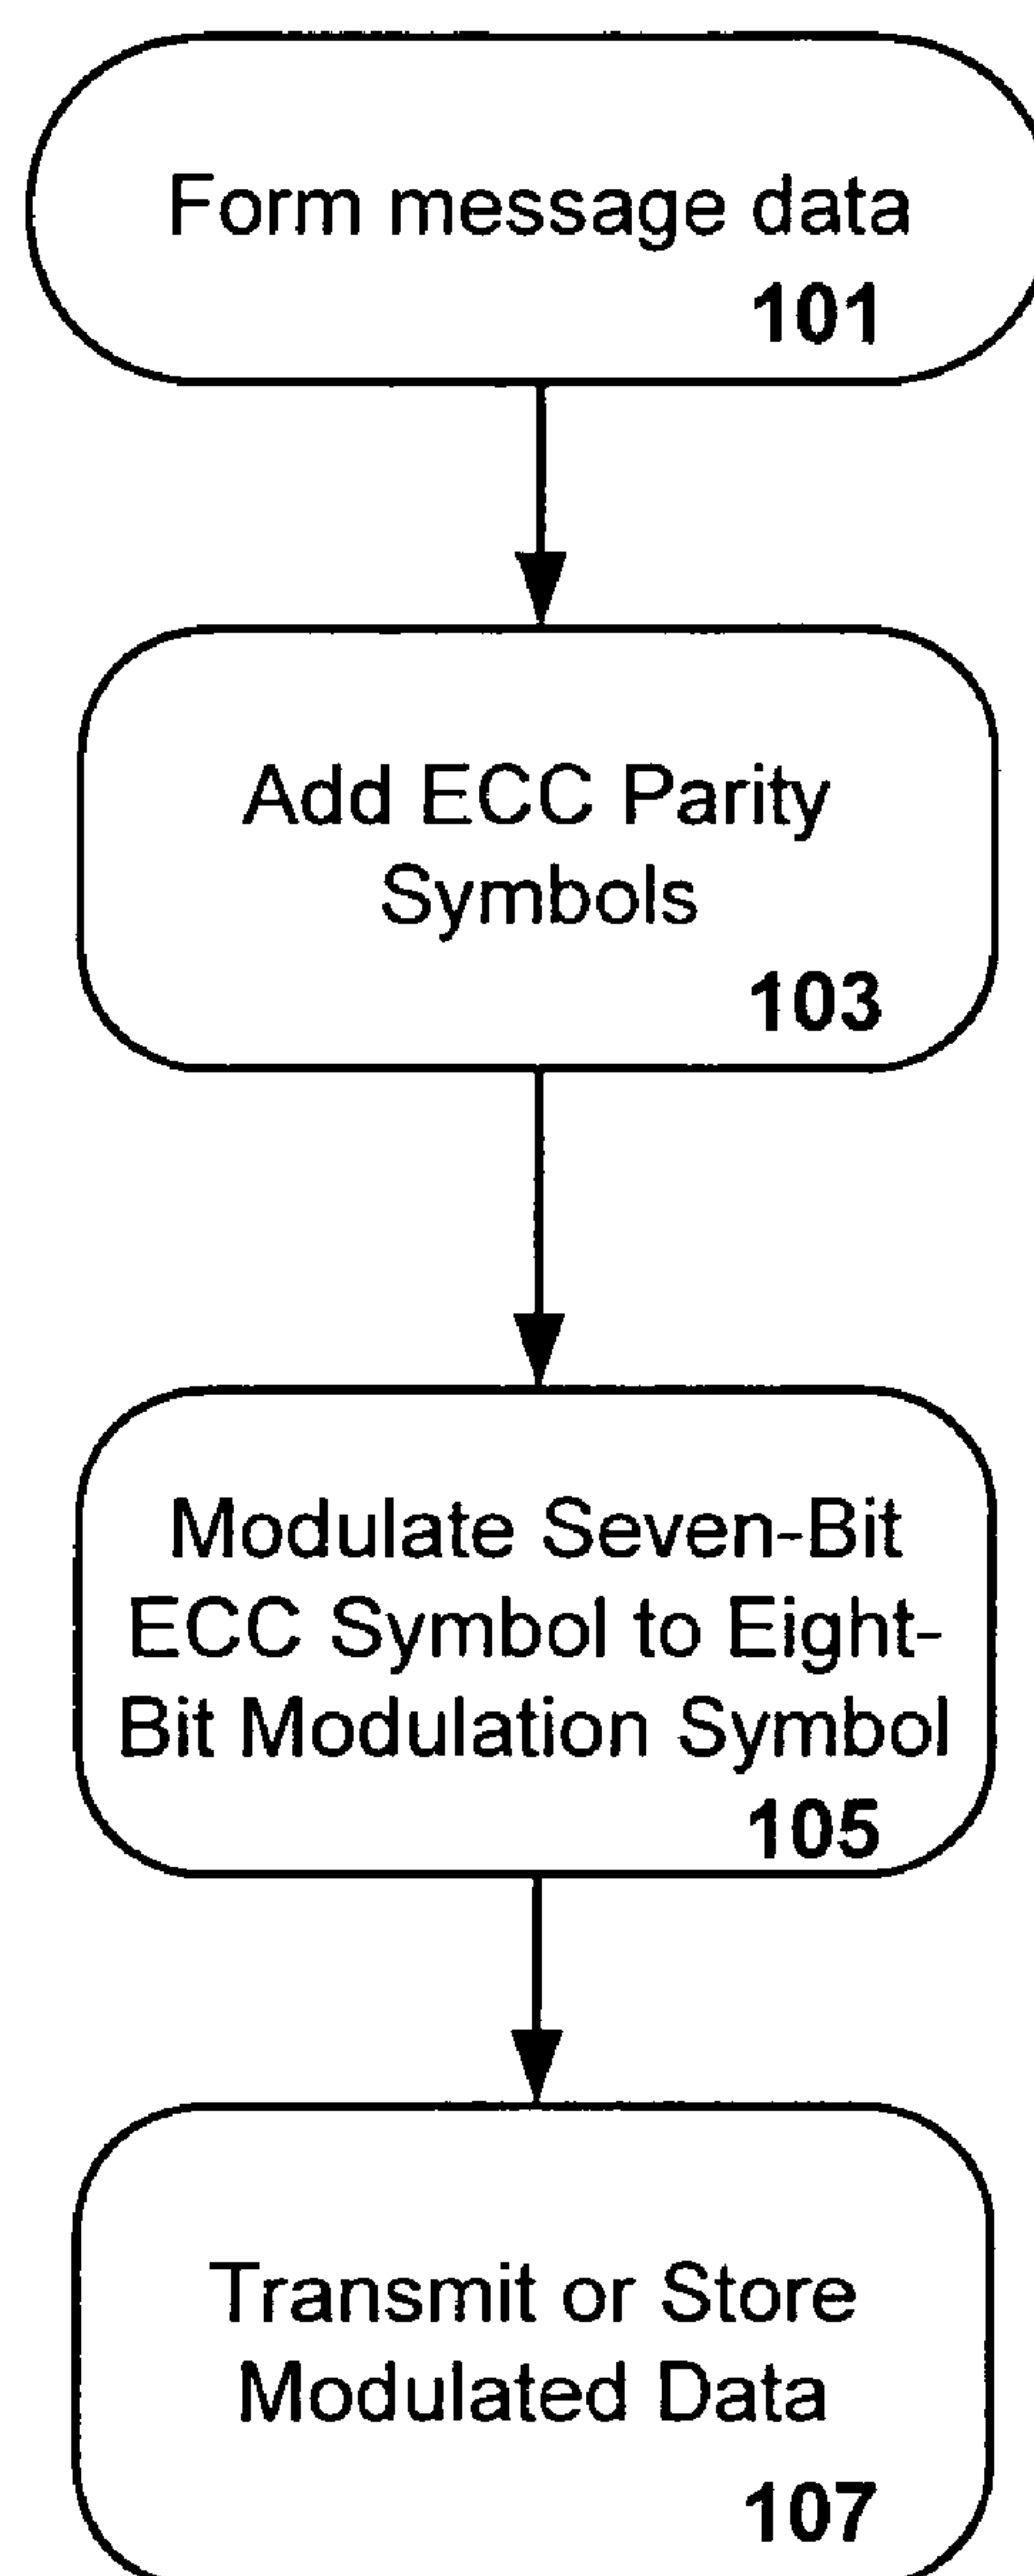 Form message data
101
Add ECC Parity
Symbols
103
Modulate Seven-Bit
ECC Symbol to Eight-
Bit Modulation Symbol
105
Transmit or Store
Modulated Data
107